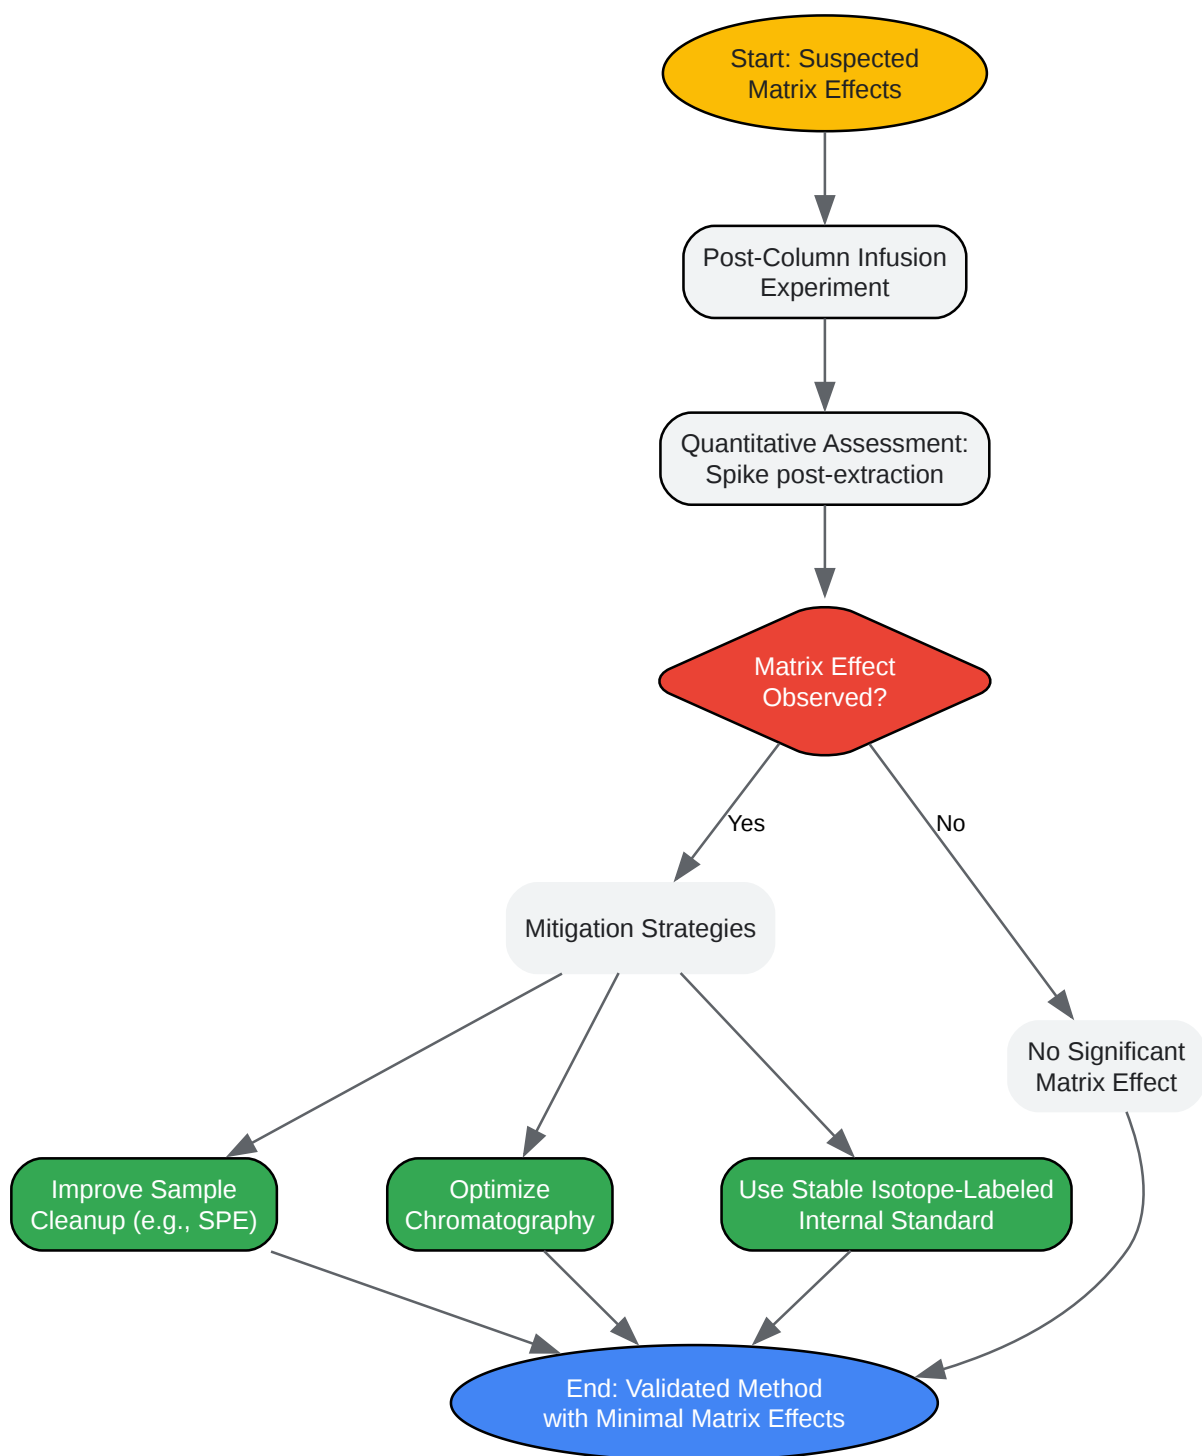 Start: Suspected
Matrix Effects
Post-Column Infusion
Experiment
Quantitative Assessment:
Spike post-extraction
Matrix Effect
Observed?
Yes
No
Mitigation Strategies
No Significant
Matrix Effect
Improve Sample
Cleanup (e.g., SPE)
Optimize
Chromatography
Use Stable Isotope-Labeled
Internal Standard
End: Validated Method
with Minimal Matrix Effects